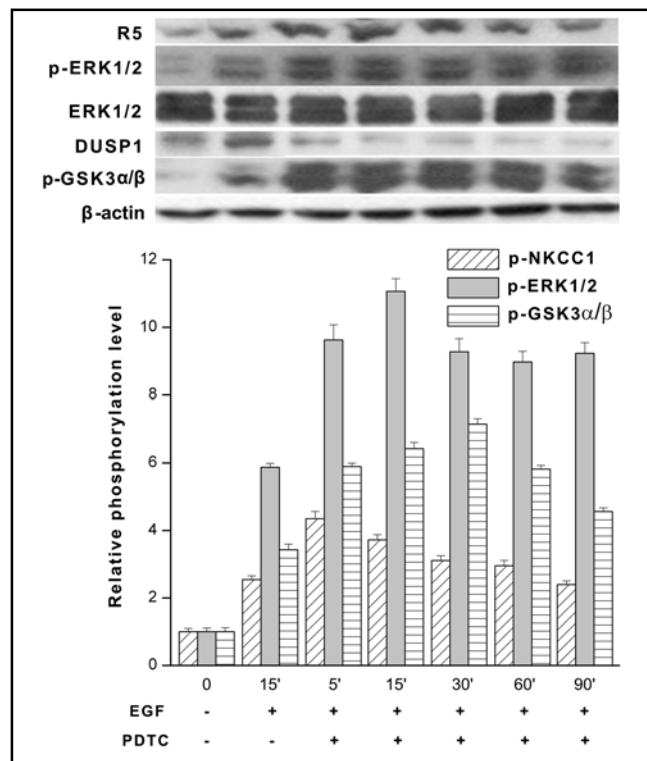 R5
p-ERK1/2
ERK1/2
DUSP1
p-GSK3α/β
β-actin
12
10
8
6
4
2
0
Relative phosphorylation level
p-NKCC1
p-ERK1/2
p-GSK3α/β
0 15' 5' 15' 30' 60' 90'
EGF - + + + + + +
PDTC - - + + + + +